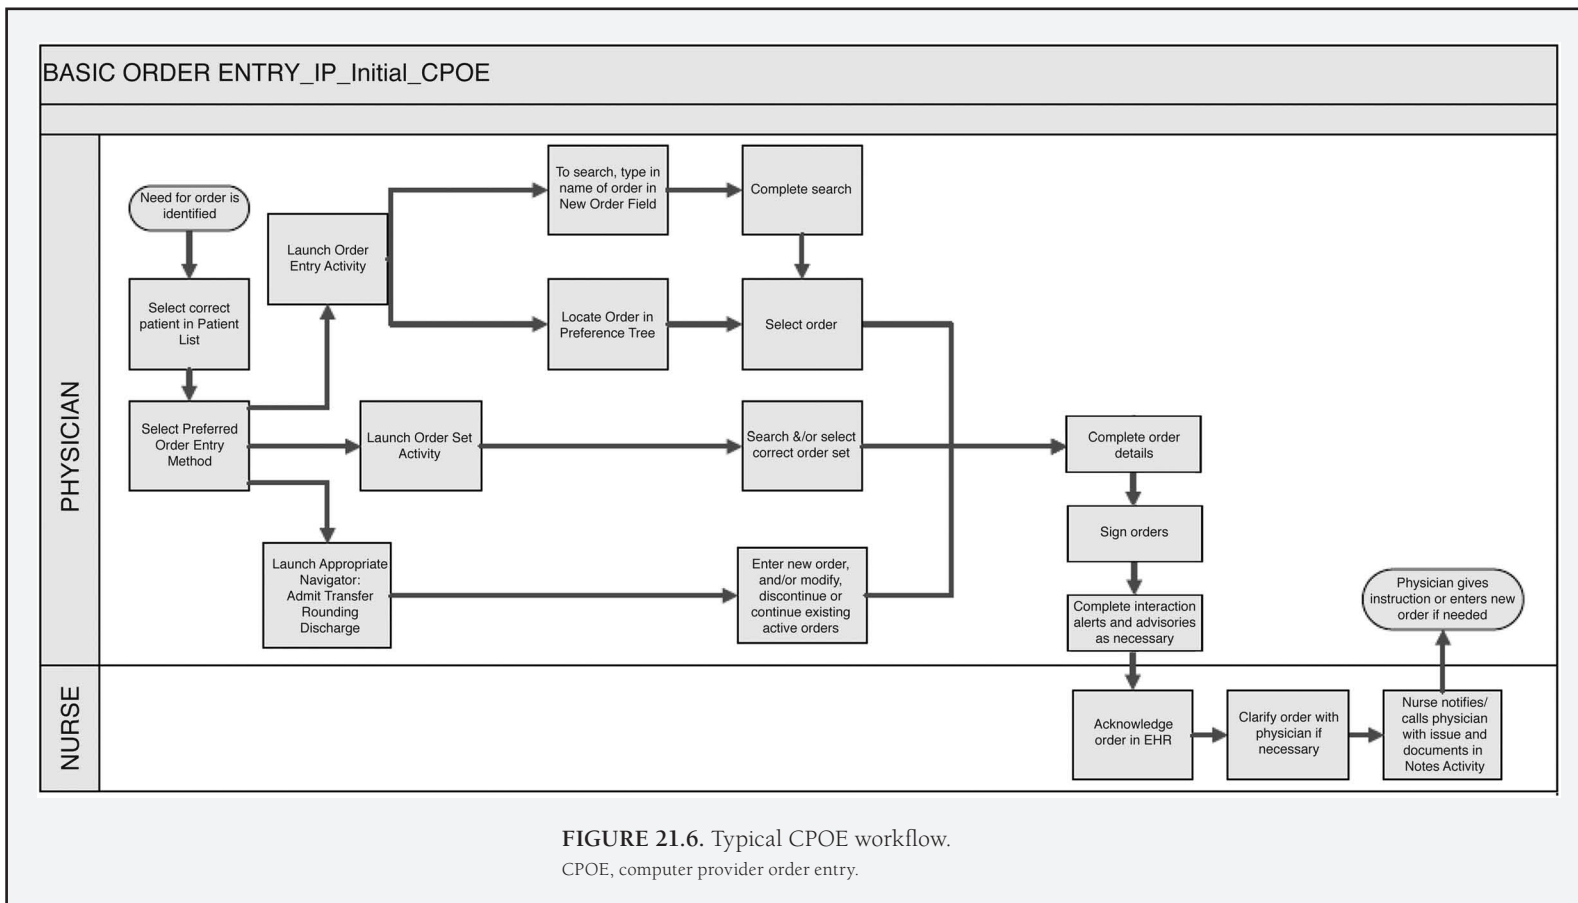 BASIC ORDER ENTRY_IP_Initial_CPOE
PHYSICIAN
Need for order is
identified
Select correct
patient in Patient
List
Select Preferred
Order Entry
Method
Launch Order
Entry Activity
To search, type in
name of order in
New Order Field
Complete search
Locate Order in
Preference Tree
Select order
Launch Order Set
Activity
Search &/or select
correct order set
Launch Appropriate
Navigator:
Admit Transfer
Rounding
Discharge
Enter new order,
and/or modify,
discontinue or
continue existing
active orders
Complete order
details
Sign orders
Complete interaction
alerts and advisories
as necessary
Physician gives
instruction or enters new
order if needed
NURSE
Acknowledge
order in EHR
Clarify order with
physician if
necessary
Nurse notifies/
calls physician
with issue and
documents in
Notes Activity
FIGURE 21.6. Typical CPOE workflow.
CPOE, computer provider order entry.